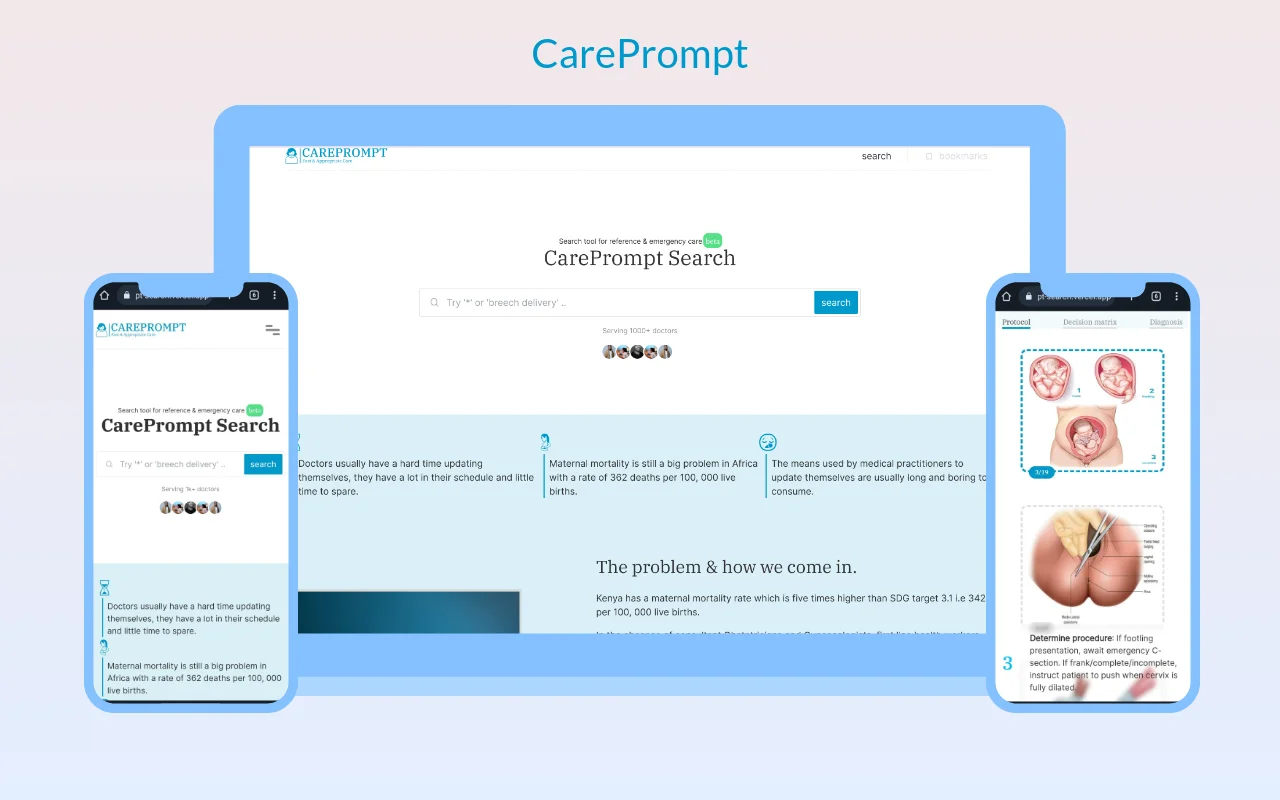 CarePrompt
CAREPROMPT
Fast & Appropriate Care
search
bookmarks
Search tool for reference & emergency care beta
CarePrompt Search
Try '*' or 'breech delivery' ..
search
Serving 1000+ doctors
Doctors usually have a hard time updating
themselves, they have a lot in their schedule and little
time to spare.
Maternal mortality is still a big problem in Africa
with a rate of 362 deaths per 100, 000 live
births.
The means used by medical practitioners to
update themselves are usually long and boring to
consume.
The problem & how we come in.
Kenya has a maternal mortality rate which is five times higher than SDG target 3.1 i.e 342
per 100, 000 live births.
CAREPROMPT
Search tool for reference & emergency care beta
CarePrompt Search
Try '*' or 'breech delivery' ..
search
Serving 1k+ doctors
Doctors usually have a hard time updating
themselves, they have a lot in their schedule
and little time to spare.
Maternal mortality is still a big problem in
Africa with a rate of 362 deaths per 100, 000
live births.
6
Protocol
Decision matrix
Diagnosis
1
2
3
3/19
3
Determine procedure: If footling
presentation, await emergency C-
section. If frank/complete/incomplete,
instruct patient to push when cervix is
fully dilated.